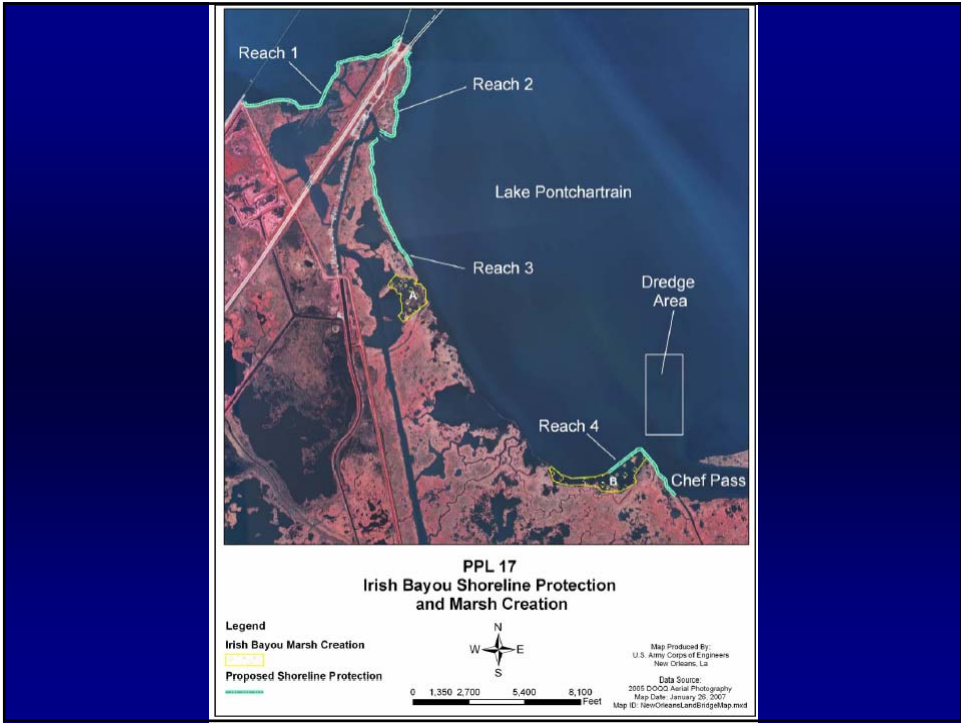 Reach 1
Reach 2
Lake Pontchartrain
Reach 3
A
Dredge
Area
Reach 4
B
Chef Pass
PPL 17
Irish Bayou Shoreline Protection
and Marsh Creation
Legend
Irish Bayou Marsh Creation
Proposed Shoreline Protection
N
W
E
S
0 1,350 2,700 5,400 8,100
Feet
Map Produced By:
U.S. Army Corps of Engineers
New Orleans, La
Data Source:
2005 DOQQ Aerial Photography
Map Date: January 26, 2007
Map ID: NewOrleansLandBridgeMap.mxd